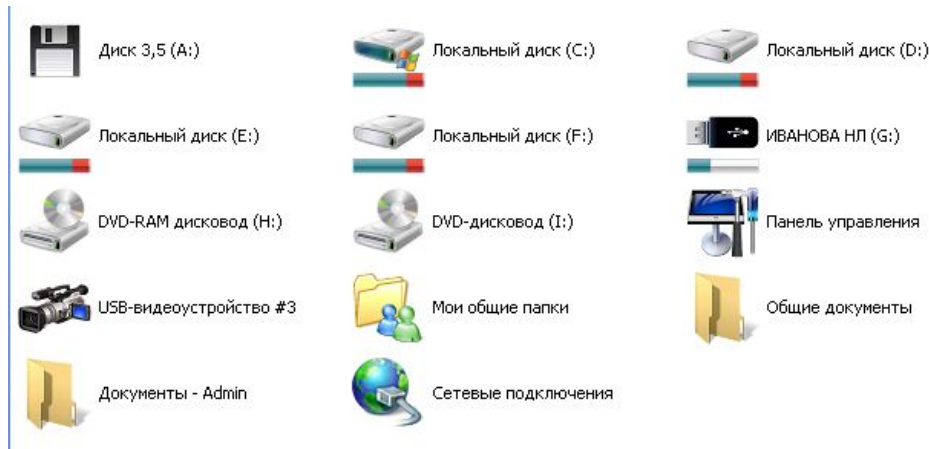 Диск 3,5 (A:)
Локальный диск (C:)
Локальный диск (D:)
Локальный диск (E:)
Локальный диск (F:)
ИВАНОВА НЛ (G:)
DVD-RAM дисковод (H:)
DVD-дисковод (I:)
Панель управления
USB-видеоустройство #3
Мои общие папки
Общие документы
Документы - Admin
Сетевые подключения